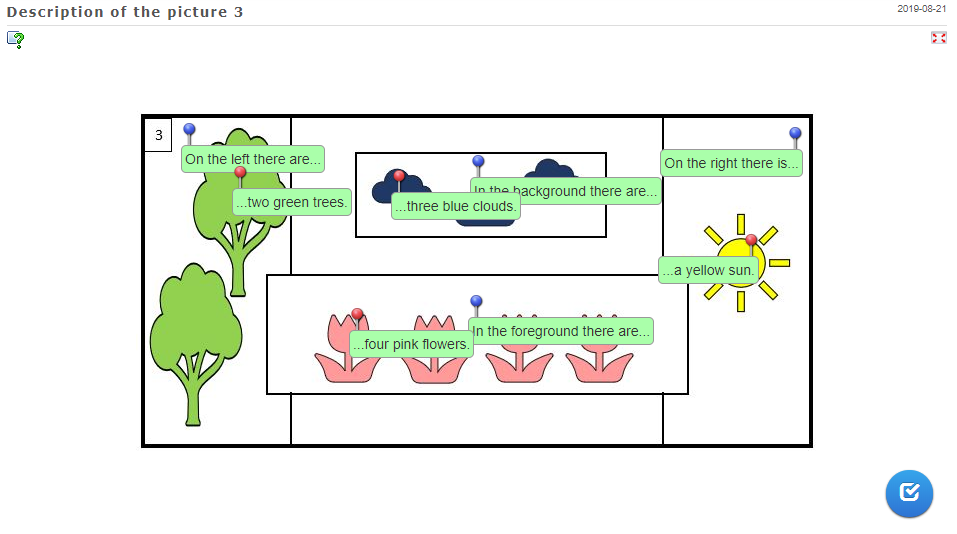 Description of the picture 3
2019-08-21
3
On the left there are...
...two green trees.
In the background there are...
...three blue clouds.
On the right there is...
...a yellow sun.
In the foreground there are...
...four pink flowers.